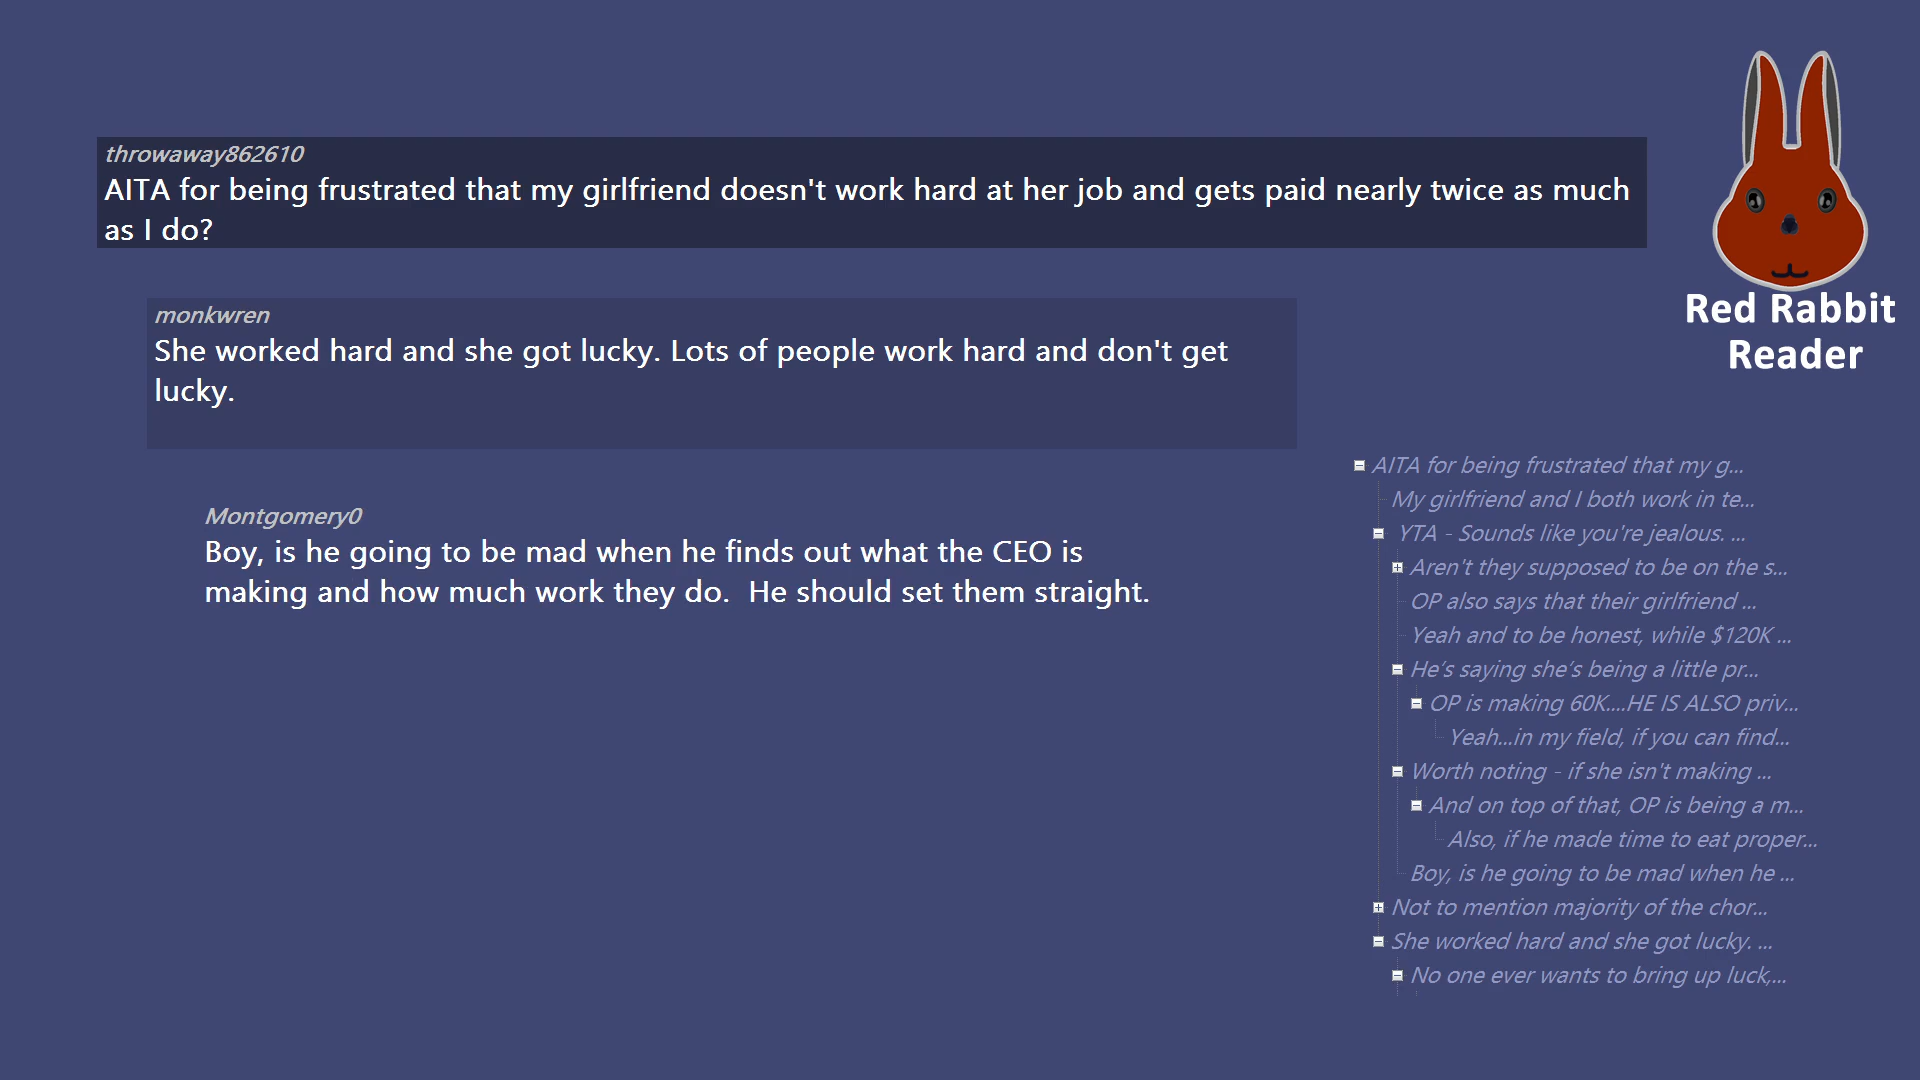 throwaway862610
AITA for being frustrated that my girlfriend doesn't work hard at her job and gets paid nearly twice as much
as I do?
monkwren
She worked hard and she got lucky. Lots of people work hard and don't get
lucky.
Montgomery0
Boy, is he going to be mad when he finds out what the CEO is
making and how much work they do.  He should set them straight.
Red Rabbit
Reader
AITA for being frustrated that my g...
My girlfriend and I both work in te...
YTA - Sounds like you're jealous. ...
Aren't they supposed to be on the s...
OP also says that their girlfriend ...
Yeah and to be honest, while $120K ...
He’s saying she’s being a little pr...
OP is making 60K....HE IS ALSO priv...
Yeah...in my field, if you can find...
Worth noting - if she isn't making ...
And on top of that, OP is being a m...
Also, if he made time to eat proper...
Boy, is he going to be mad when he ...
Not to mention majority of the chor...
She worked hard and she got lucky. ...
No one ever wants to bring up luck,...